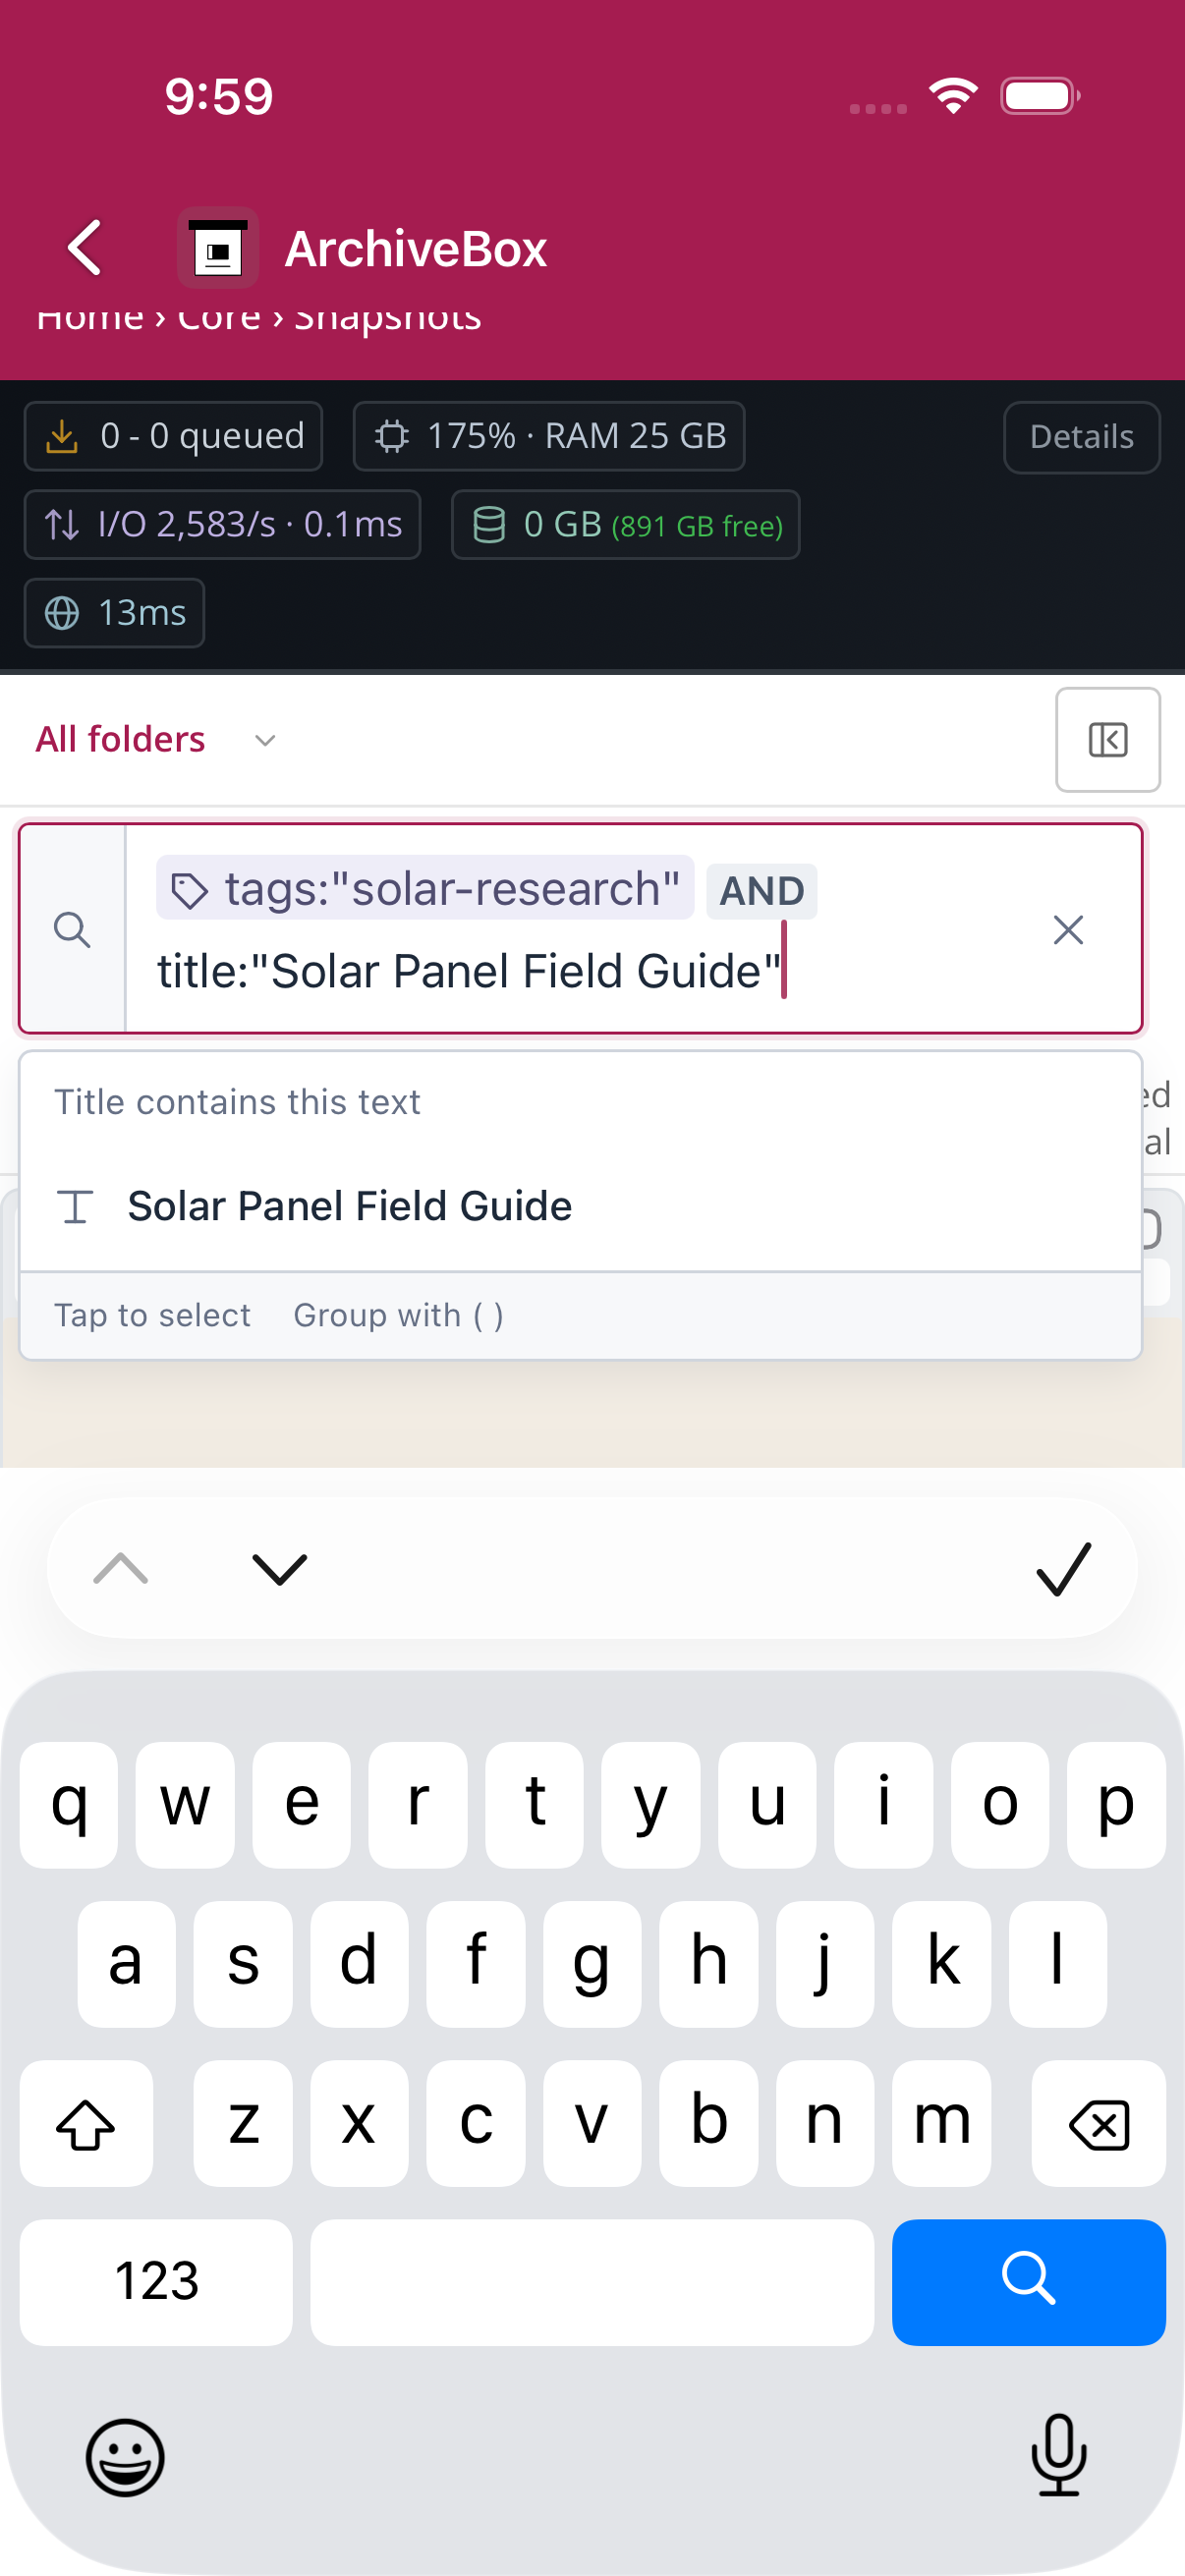 9:59
ArchiveBox
Home › Core › Snapshots
0 - 0 queued
175% · RAM 25 GB
Details
I/O 2,583/s · 0.1ms
0 GB (891 GB free)
13ms
All folders
tags:"solar-research" AND
title:"Solar Panel Field Guide"
Title contains this text
Solar Panel Field Guide
Tap to select Group with ( )
q w e r t y u i o p
a s d f g h j k l
z x c v b n m
123